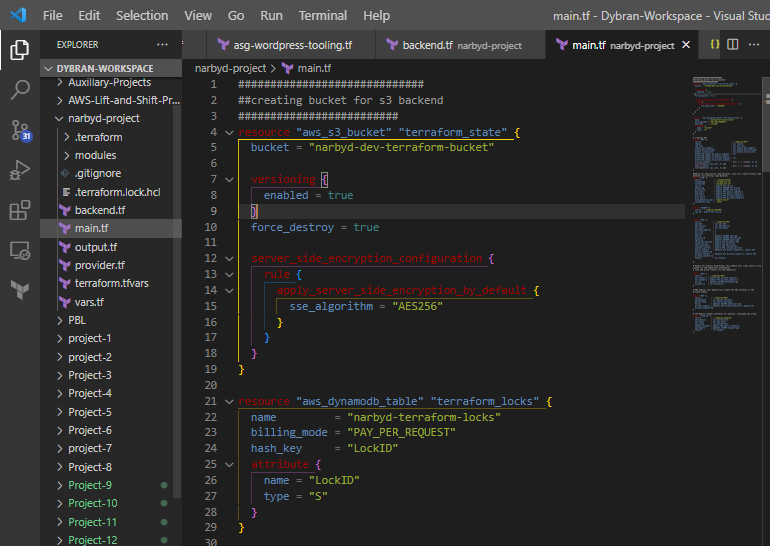 File Edit Selection View Go Run Terminal Help main.tf - Dybran-Workspace - Visual Studi
EXPLORER ...
asg-wordpress-tooling.tf backend.tf narbyd-project main.tf narbyd-project
DYBRAN-WORKSPACE
Auxillary-Projects
AWS-Lift-and-Shift-Pr...
narbyd-project
.terraform
modules
.gitignore
.terraform.lock.hcl
backend.tf
main.tf
output.tf
provider.tf
terraform.tfvars
vars.tf
PBL
project-1
project-2
Project-3
Project-4
Project-5
Project-6
project-7
Project-8
Project-9
Project-10
Project-11
Project-12
31
narbyd-project > main.tf
1 #############################
2 ##creating bucket for s3 backend
3 #########################
4 resource "aws_s3_bucket" "terraform_state" {
5 bucket = "narbyd-dev-terraform-bucket"
6
7 versioning {
8 enabled = true
9 }
10 force_destroy = true
11
12 server_side_encryption_configuration {
13 rule {
14 apply_server_side_encryption_by_default {
15 sse_algorithm = "AES256"
16 }
17 }
18 }
19 }
20
21 resource "aws_dynamodb_table" "terraform_locks" {
22 name = "narbyd-terraform-locks"
23 billing_mode = "PAY_PER_REQUEST"
24 hash_key = "LockID"
25 attribute {
26 name = "LockID"
27 type = "S"
28 }
29 }
30